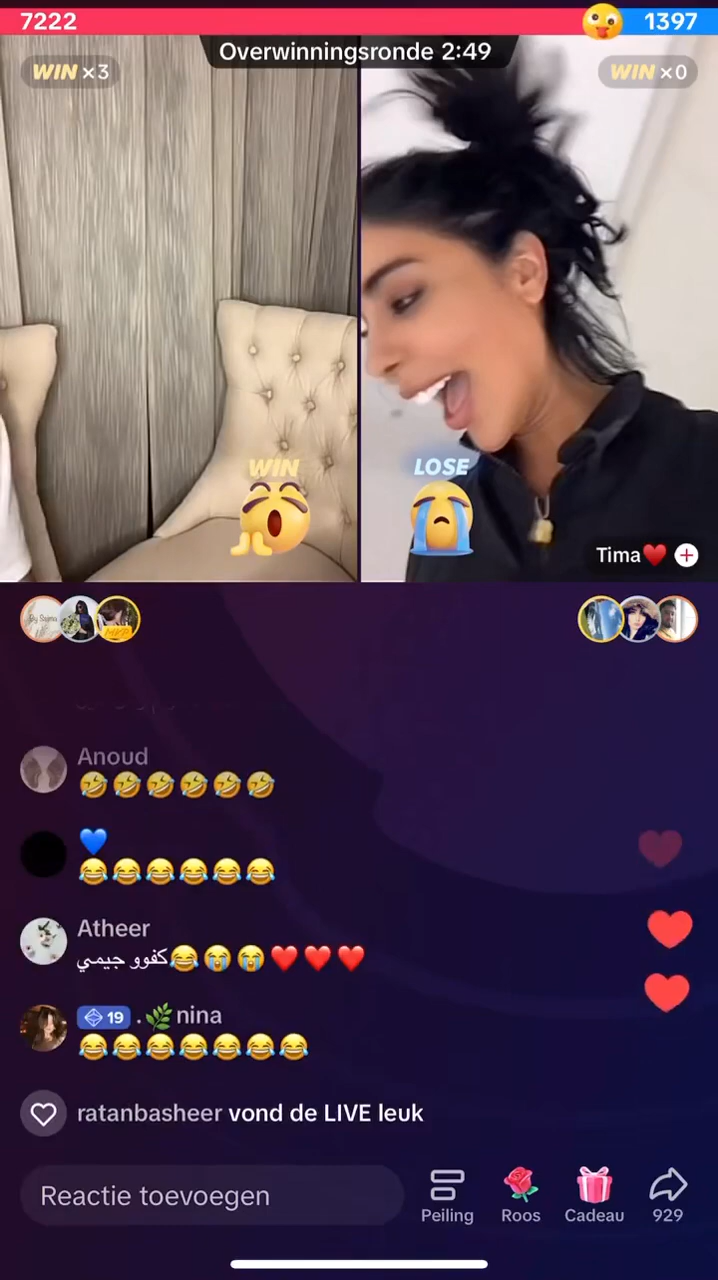 7222
1397
Overwinningsronde 2:49
WIN ×3
WIN ×0
WIN
LOSE
Tima❤️
Anoud
🤣🤣🤣🤣🤣🤣
💙
😂😂😂😂😂😂
Atheer
كفوو جيمي😂😭😭❤️❤️❤️
19 .🌿nina
😂😂😂😂😂😂😂
ratanbasheer vond de LIVE leuk
Reactie toevoegen
Peiling
Roos
Cadeau
929